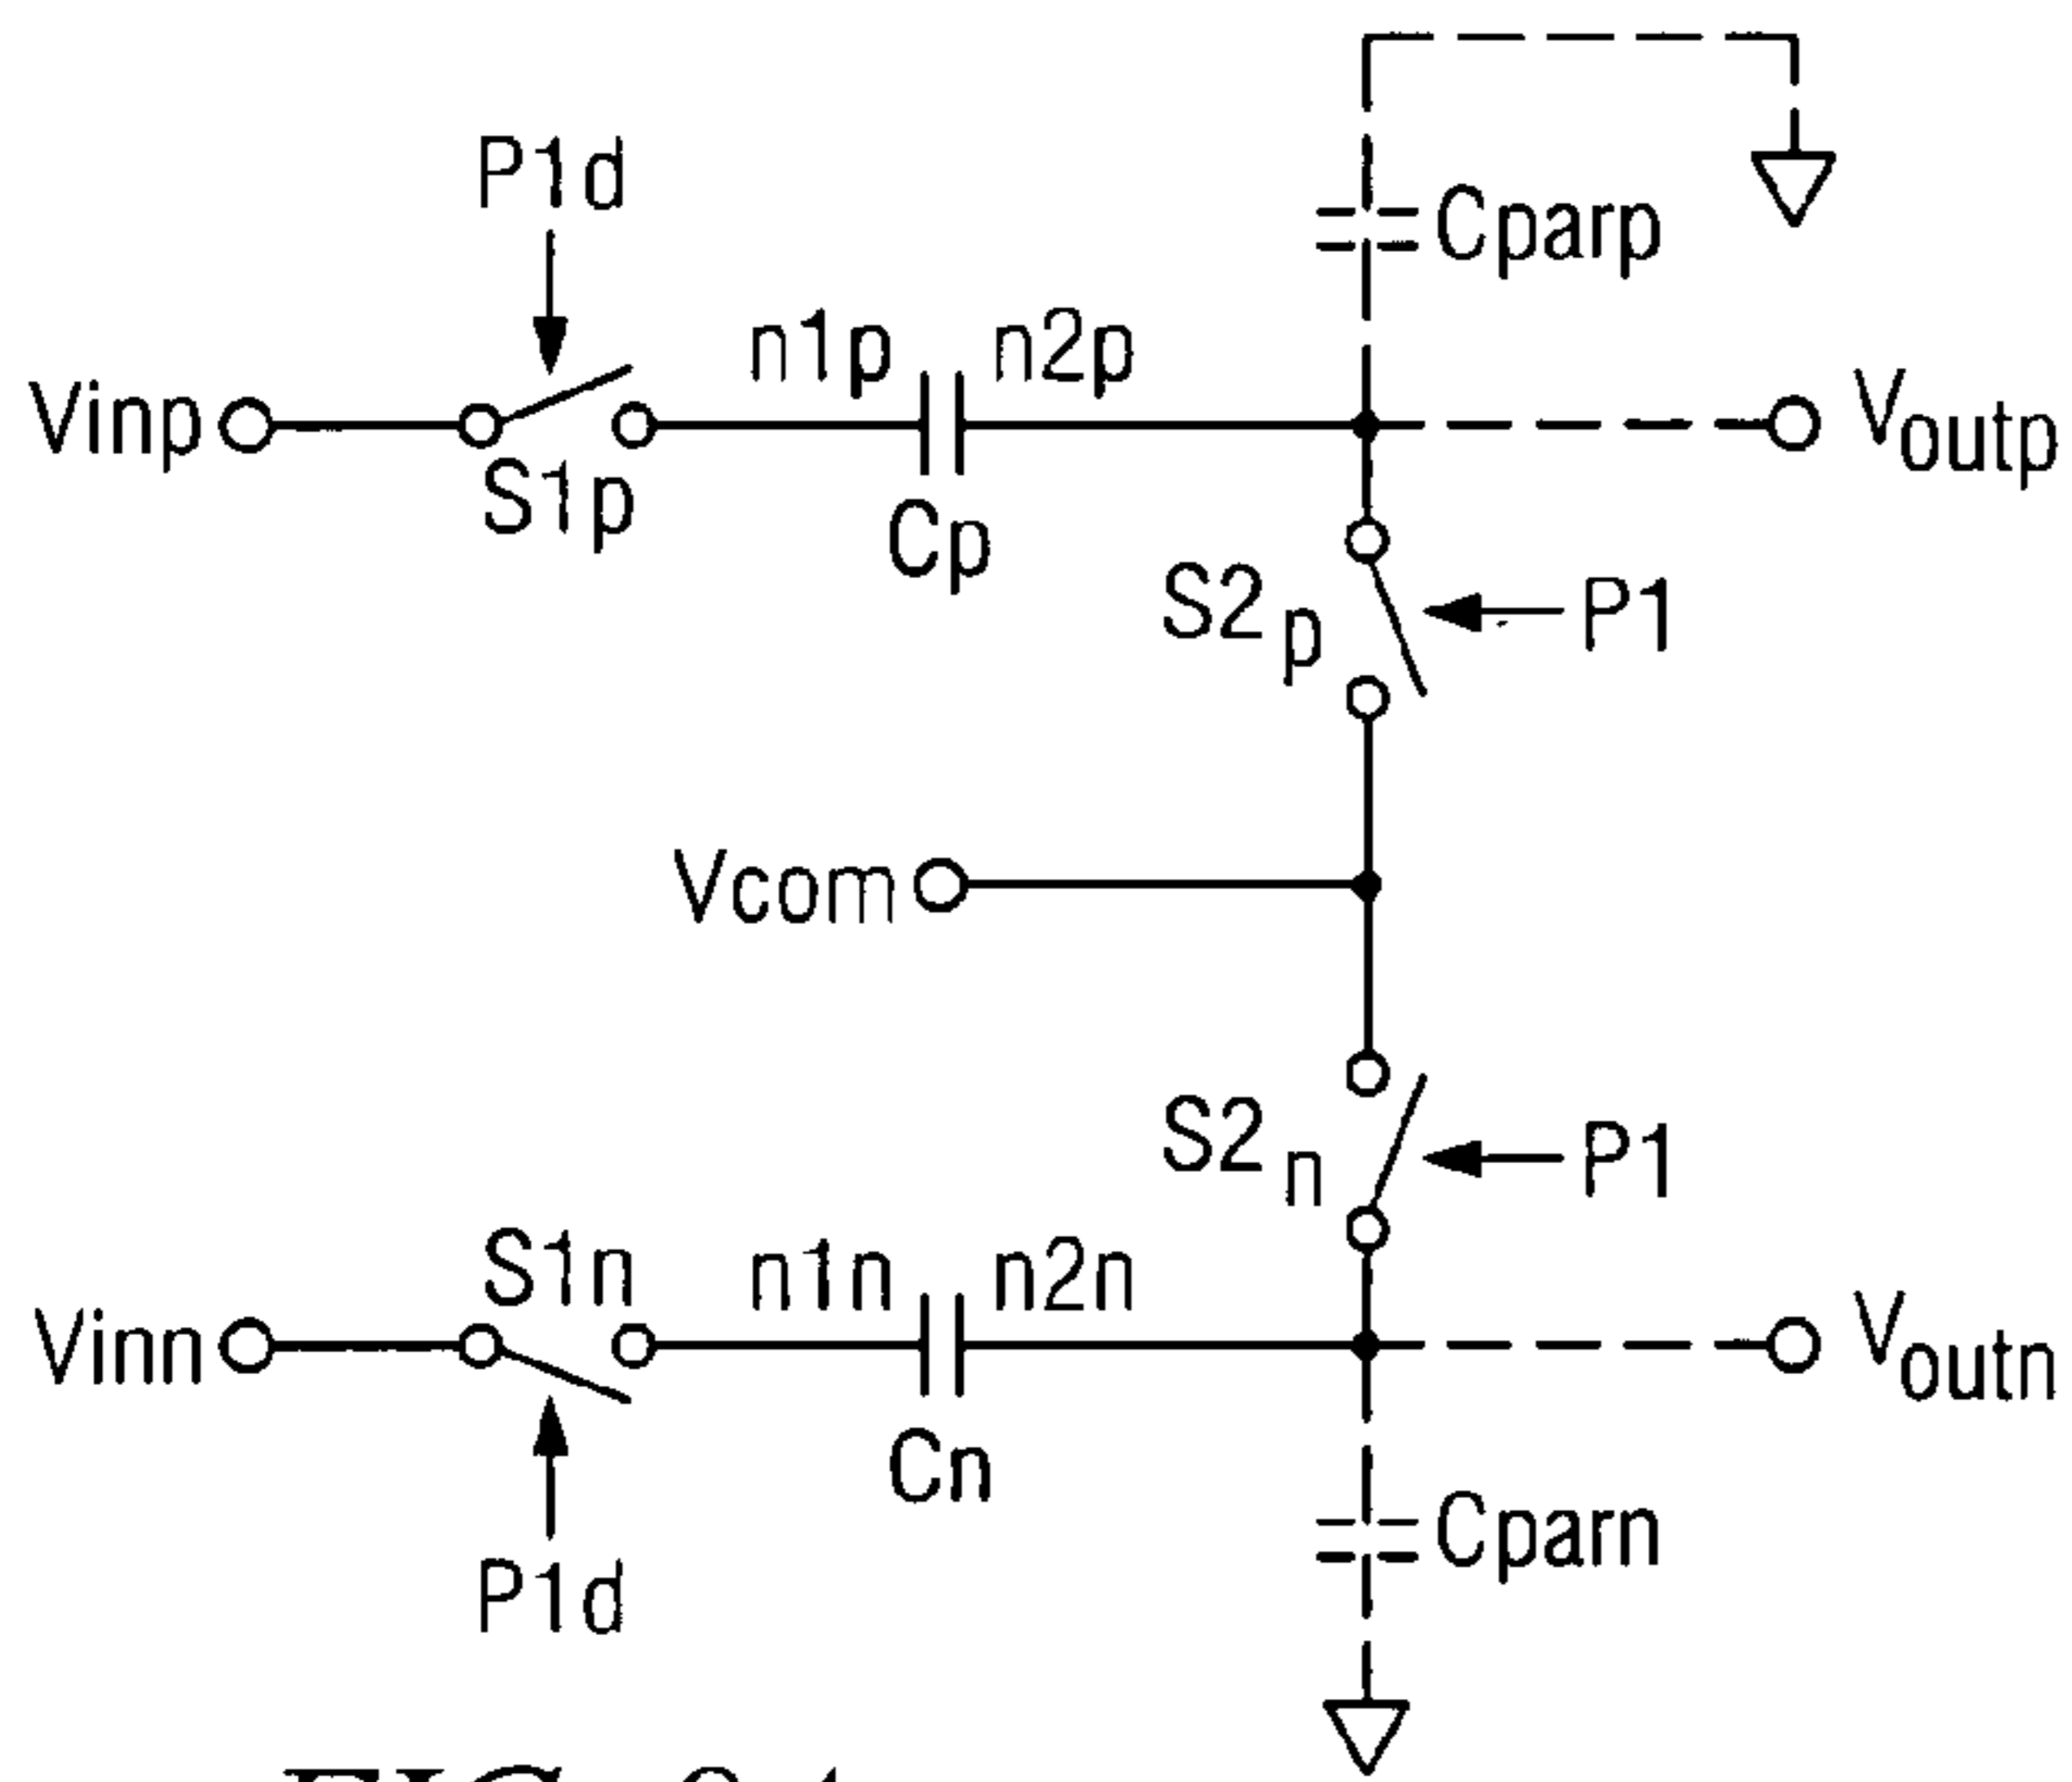 P1d
Cparp
n1p
n2p
Vinp
Voutp
S1p
Cp
S2p
P1
Vcom
S2n
P1
S1n
n1n
n2n
Vinn
Voutn
Cn
Cparn
P1d